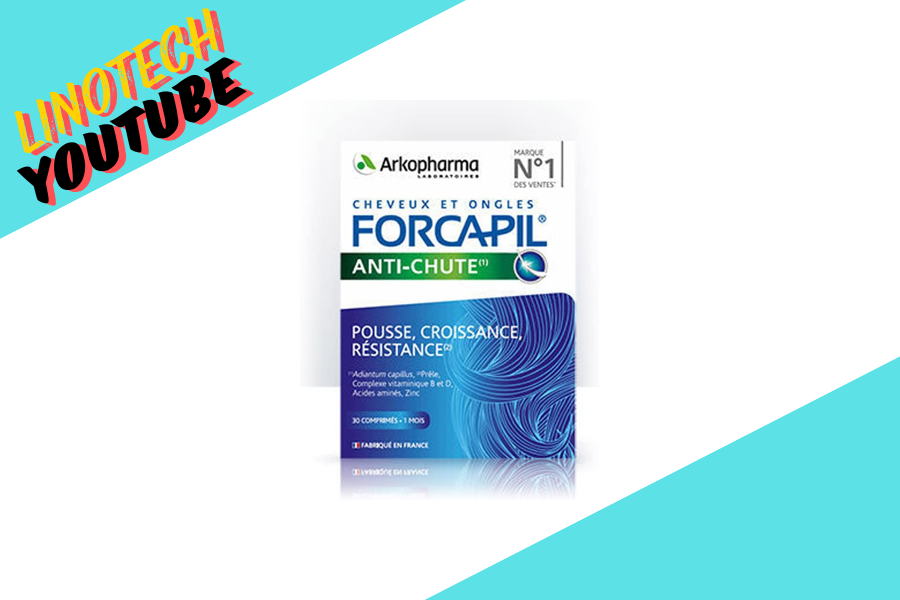 LINOTECH
YOUTUBE
Arkopharma
LABORATOIRES
MARQUE
N°1
DES VENTES*
CHEVEUX ET ONGLES
FORCAPIL®
ANTI-CHUTE(1)
POUSSE, CROISSANCE,
RÉSISTANCE(2)
(1)Adiantum capillus, (2)Prêle,
Complexe vitaminique B et D,
Acides aminés, Zinc
30 COMPRIMÉS • 1 MOIS
FABRIQUÉ EN FRANCE